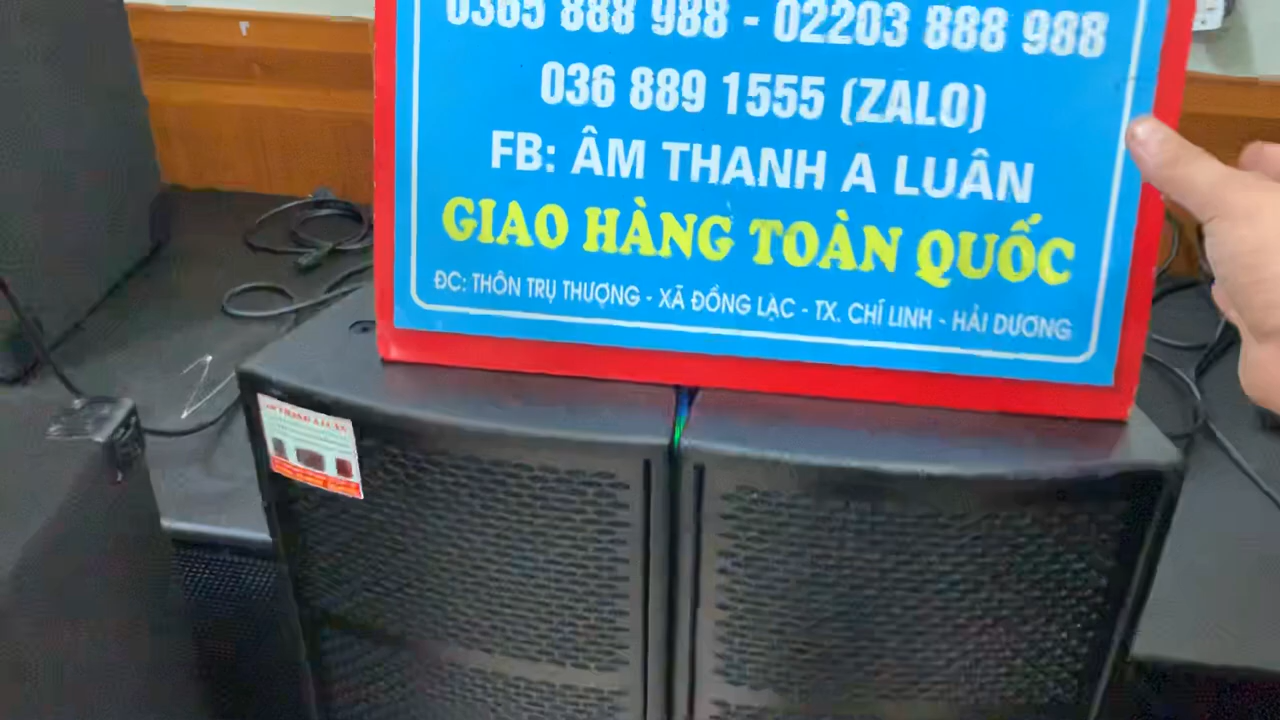 0365 888 988 - 02203 888 988
036 889 1555 (ZALO)
FB: ÂM THANH A LUÂN
GIAO HÀNG TOÀN QUỐC
ĐC: THÔN TRỤ THƯỢNG - XÃ ĐỒNG LẠC - TX. CHÍ LINH - HẢI DƯƠNG